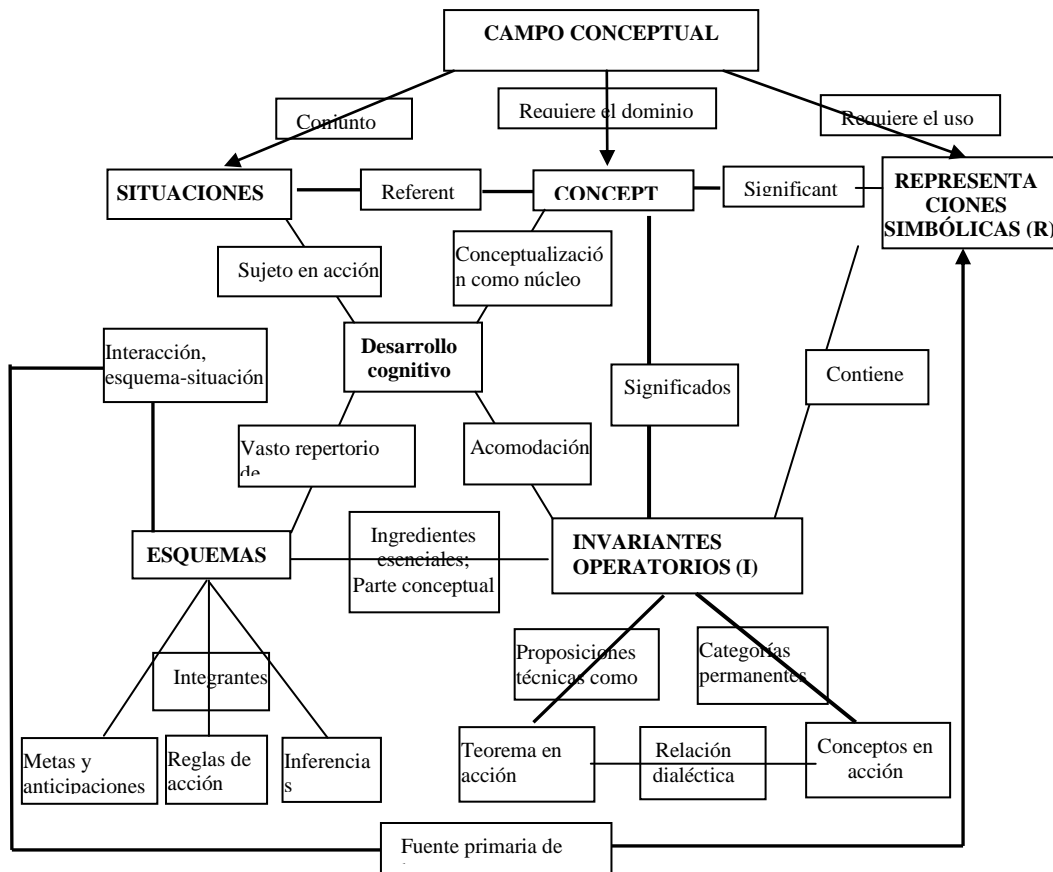 CAMPO CONCEPTUAL
Conjunto
Requiere el dominio
Requiere el uso
SITUACIONES
Referent
CONCEPT
Significant
REPRESENTA
CIONES
SIMBÓLICAS (R)
Sujeto en acción
Conceptualizació
n como núcleo
Desarrollo
cognitivo
Interacción,
esquema-situación
Significados
Contiene
Vasto repertorio
de
Acomodación
ESQUEMAS
Ingredientes
esenciales;
Parte conceptual
INVARIANTES
OPERATORIOS (I)
Integrantes
Proposiciones
técnicas como
Categorías
permanentes
Metas y
anticipaciones
Reglas de
acción
Inferencia
s
Teorema en
acción
Relación
dialéctica
Conceptos en
acción
Fuente primaria de